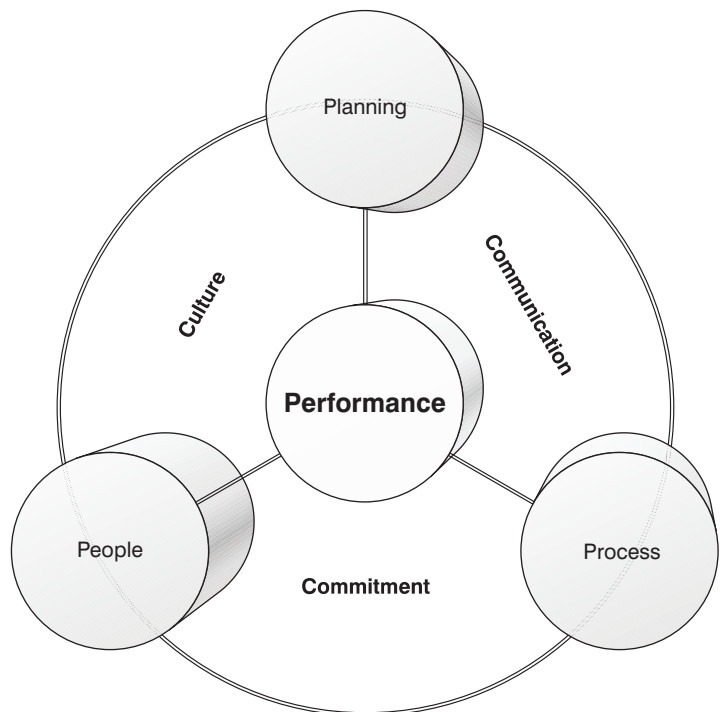 Planning
Culture
Communication
Performance
People
Process
Commitment